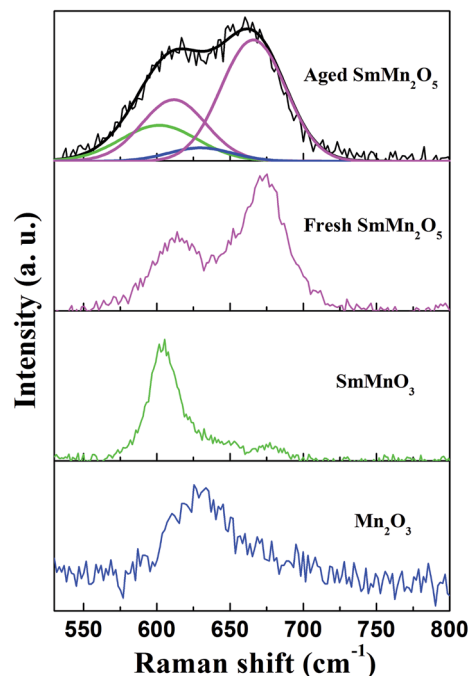 Aged SmMn₂O₅
Fresh SmMn₂O₅
SmMnO₃
Mn₂O₃
Intensity (a. u.)
550 600 650 700 750 800
Raman shift (cm⁻¹)